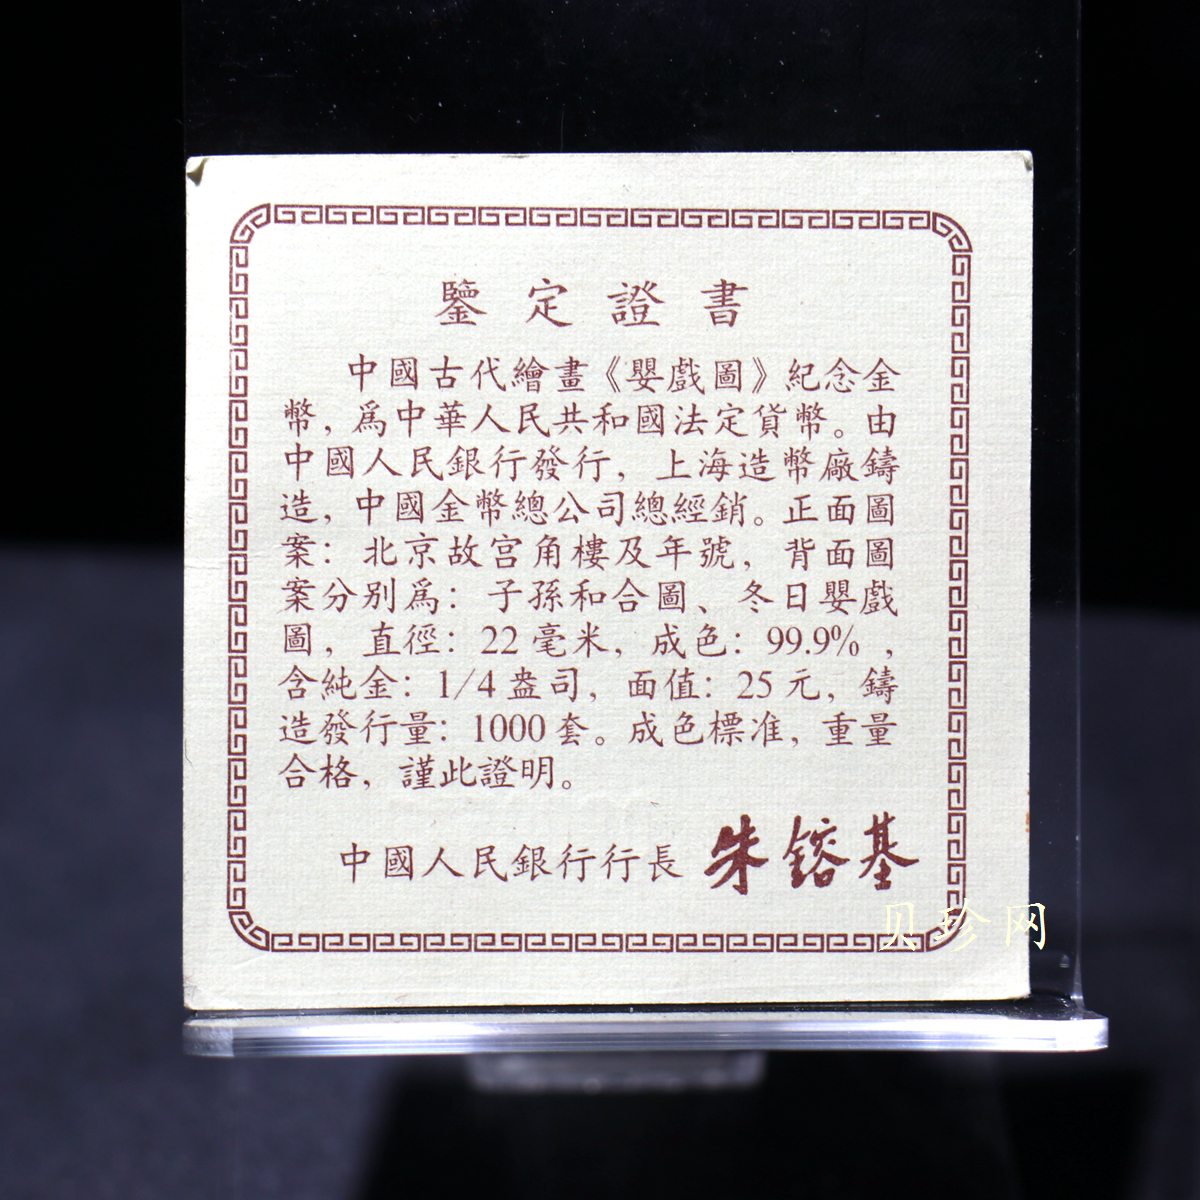 鑒定證書
中國古代繪畫《嬰戲圖》紀念金
幣，爲中華人民共和國法定貨幣。由
中國人民銀行發行，上海造幣廠鑄
造，中國金幣總公司總經銷。正面圖
案：北京故宫角樓及年號，背面圖
案分别爲：子孫和合圖、冬日嬰戲
圖，直徑：22毫米，成色：99.9%，
含純金：1/4盎司，面值：25元，鑄
造發行量：1000套。成色標准，重量
合格，謹此證明。
中國人民銀行行長 朱鎔基
贝珍网